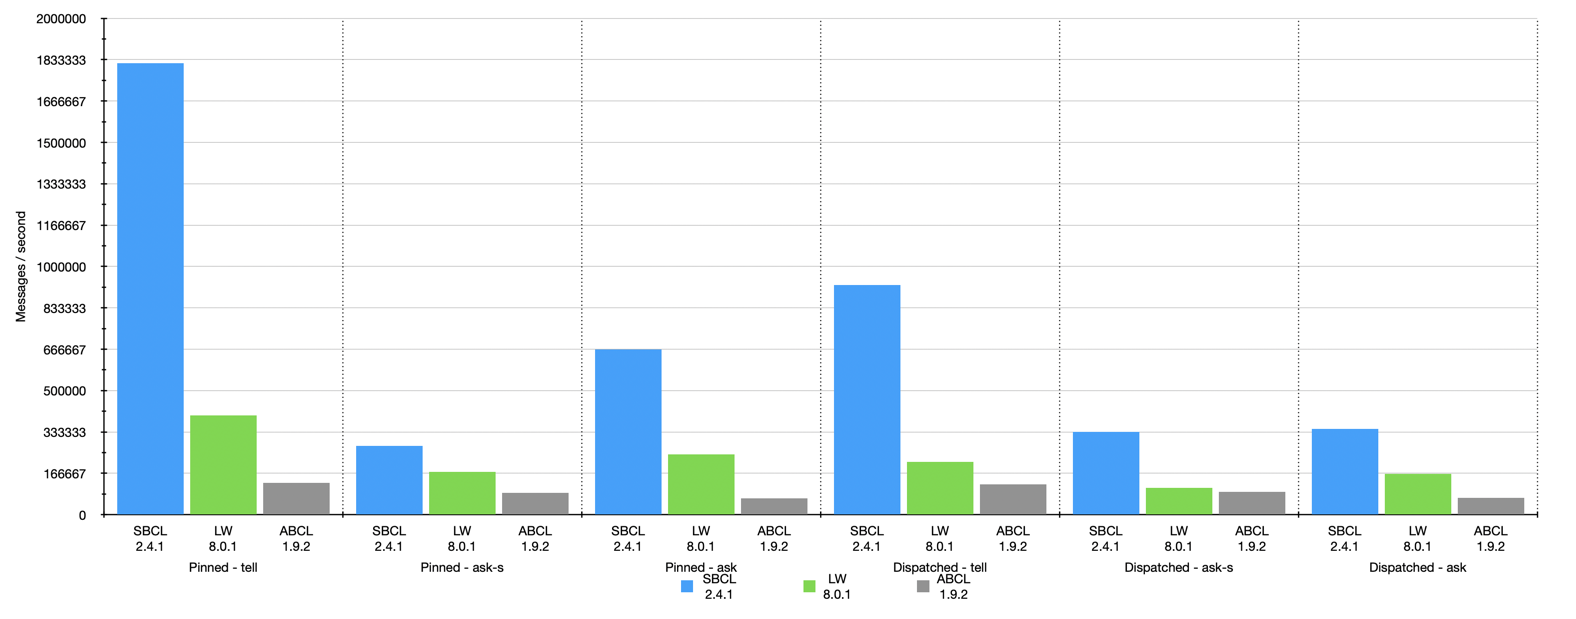 2000000
1833333
1666667
1500000
1333333
1166667
1000000
833333
666667
500000
333333
166667
0
Messages / second
SBCL LW ABCL SBCL LW ABCL SBCL LW ABCL SBCL LW ABCL SBCL LW ABCL SBCL LW ABCL
2.4.1 8.0.1 1.9.2 2.4.1 8.0.1 1.9.2 2.4.1 8.0.1 1.9.2 2.4.1 8.0.1 1.9.2 2.4.1 8.0.1 1.9.2 2.4.1 8.0.1 1.9.2
Pinned - tell Pinned - ask-s Pinned - ask Dispatched - tell Dispatched - ask-s Dispatched - ask
SBCL LW ABCL
2.4.1 8.0.1 1.9.2